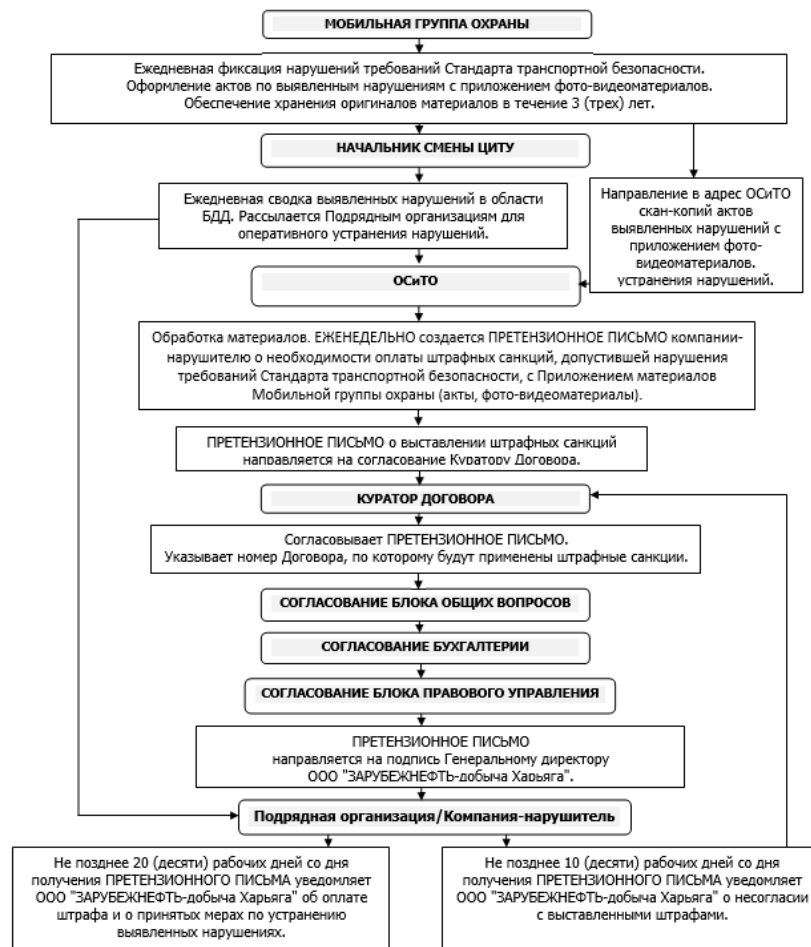 МОБИЛЬНАЯ ГРУППА ОХРАНЫ
Ежедневная фиксация нарушений требований Стандарта транспортной безопасности.
Оформление актов по выявленным нарушениям с приложением фото-видеоматериалов.
Обеспечение хранения оригиналов материалов в течение 3 (трех) лет.
НАЧАЛЬНИК СМЕНЫ ЦИТУ
Ежедневная сводка выявленных нарушений в области
БДД. Рассылается Подрядным организациям для
оперативного устранения нарушений.
Направление в адрес ОСиТО
скан-копий актов
выявленных нарушений с
приложением фото-
видеоматериалов.
устранения нарушений.
ОСиТО
Обработка материалов. ЕЖЕНЕДЕЛЬНО создается ПРЕТЕНЗИОННОЕ ПИСЬМО компании-
нарушителю о необходимости оплаты штрафных санкций, допустившей нарушения
требований Стандарта транспортной безопасности, с Приложением материалов
Мобильной группы охраны (акты, фото-видеоматериалы).
ПРЕТЕНЗИОННОЕ ПИСЬМО о выставлении штрафных санкций
направляется на согласование Куратору Договора.
КУРАТОР ДОГОВОРА
Согласовывает ПРЕТЕНЗИОННОЕ ПИСЬМО.
Указывает номер Договора, по которому будут применены штрафные санкции.
СОГЛАСОВАНИЕ БЛОКА ОБЩИХ ВОПРОСОВ
СОГЛАСОВАНИЕ БУХГАЛТЕРИИ
СОГЛАСОВАНИЕ БЛОКА ПРАВОВОГО УПРАВЛЕНИЯ
ПРЕТЕНЗИОННОЕ ПИСЬМО
направляется на подпись Генеральному директору
ООО "ЗАРУБЕЖНЕФТЬ-добыча Харьяга".
Подрядная организация/Компания-нарушитель
Не позднее 20 (десяти) рабочих дней со дня
получения ПРЕТЕНЗИОННОГО ПИСЬМА уведомляет
ООО "ЗАРУБЕЖНЕФТЬ-добыча Харьяга" об оплате
штрафа и о принятых мерах по устранению
выявленных нарушениях.
Не позднее 10 (десяти) рабочих дней со дня
получения ПРЕТЕНЗИОННОГО ПИСЬМА уведомляет
ООО "ЗАРУБЕЖНЕФТЬ-добыча Харьяга" о несогласии
с выставленными штрафами.